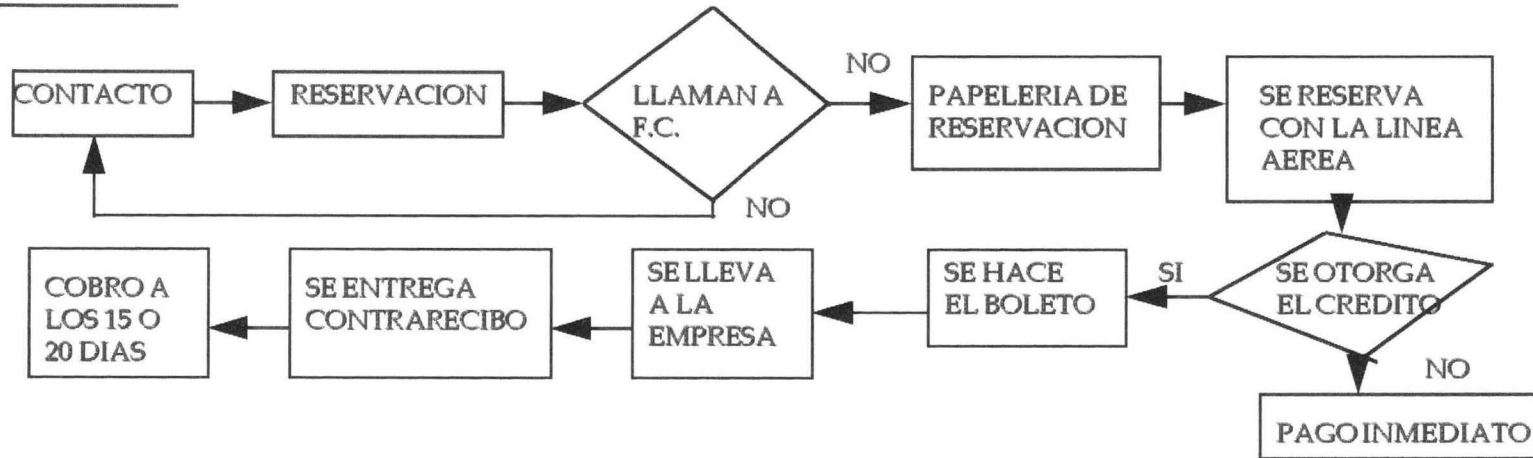 CONTACTO
RESERVACION
LLAMAN A
F.C.
NO
PAPELERIA DE
RESERVACION
SE RESERVA
CON LA LINEA
AEREA
NO
SE OTORGA
EL CREDITO
SI
NO
PAGO INMEDIATO
SE HACE
EL BOLETO
SE LLEVA
A LA
EMPRESA
SE ENTREGA
CONTRARECIBO
COBRO A
LOS 15 O
20 DIAS